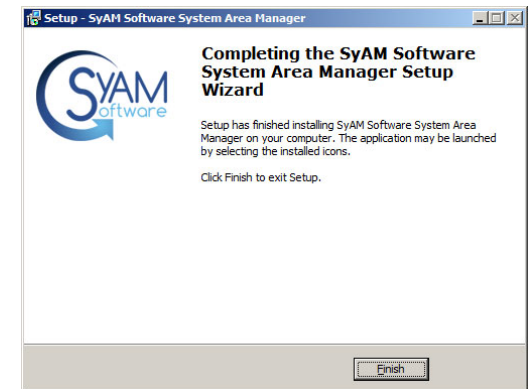 Setup - SyAM Software System Area Manager
SYAM
Software
Completing the SyAM Software
System Area Manager Setup
Wizard
Setup has finished installing SyAM Software System Area
Manager on your computer. The application may be launched
by selecting the installed icons.
Click Finish to exit Setup.
Finish